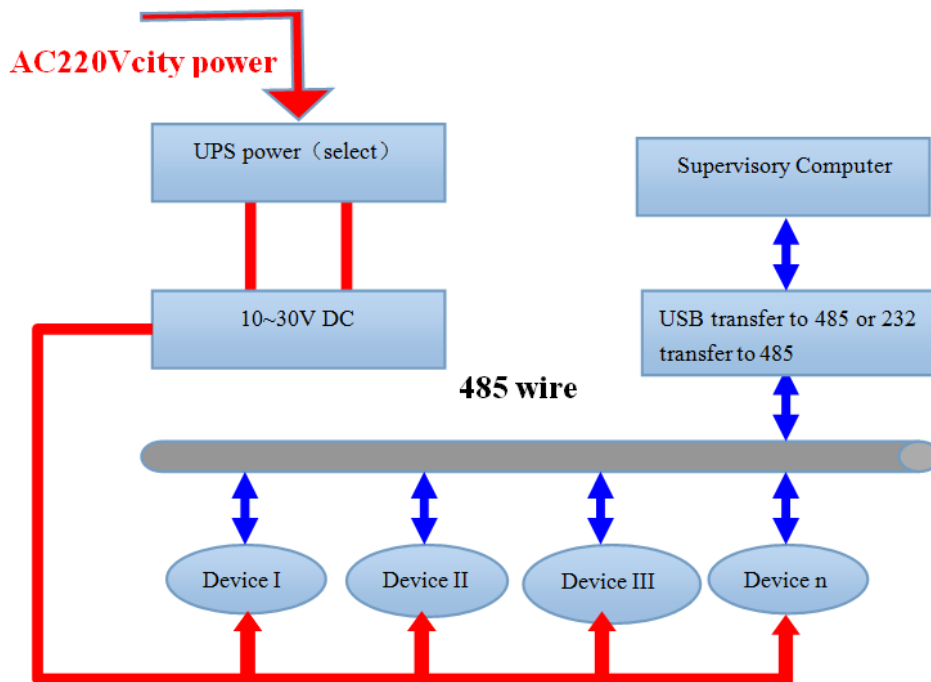 AC220Vcity power
UPS power（select）
Supervisory Computer
10~30V DC
USB transfer to 485 or 232
transfer to 485
485 wire
Device I
Device II
Device III
Device n